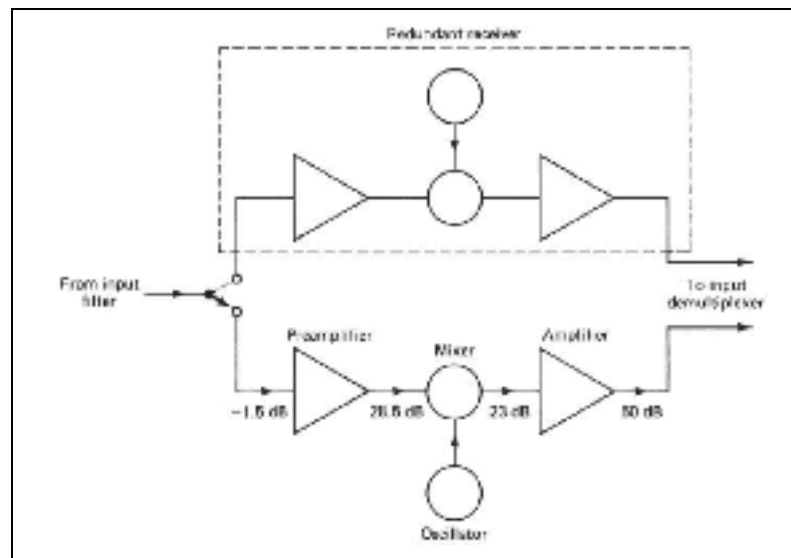 Redundant receiver
From input
filter
To input
demultiplexer
Preamplifier
Mixer
Amplifier
−1.5 dB
28.5 dB
23 dB
60 dB
Oscillator